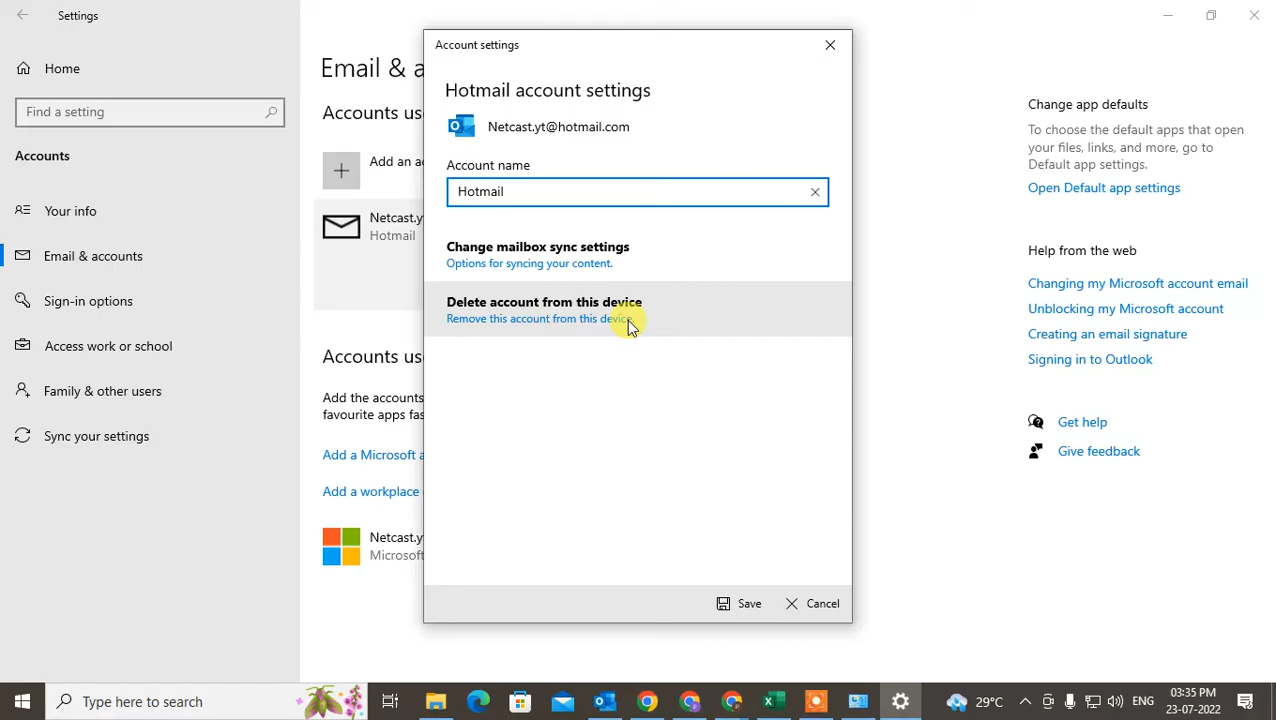 Settings
Home
Find a setting
Accounts
Your info
Email & accounts
Sign-in options
Access work or school
Family & other users
Sync your settings
Email & a
Accounts us
Add an ac
Netcast.y
Hotmail
Accounts us
Add the accounts
favourite apps fas
Add a Microsoft a
Add a workplace
Netcast.y
Microsoft
Account settings
Hotmail account settings
Netcast.yt@hotmail.com
Account name
Hotmail
Change mailbox sync settings
Options for syncing your content.
Delete account from this device
Remove this account from this device.
Save
Cancel
Change app defaults
To choose the default apps that open
your files, links, and more, go to
Default app settings.
Open Default app settings
Help from the web
Changing my Microsoft account email
Unblocking my Microsoft account
Creating an email signature
Signing in to Outlook
Get help
Give feedback
Type here to search
29°C
ENG
03:35 PM
23-07-2022